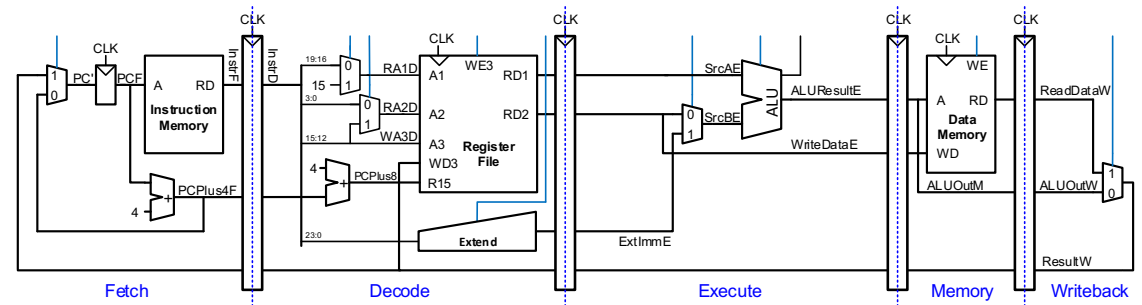 CLK CLK CLK CLK
CLK CLK CLK
1
0
PC'
PCF
A RD
Instruction
Memory
InstrF
InstrD
PCPlus4F
4
+
19:16
15
0
1
RA1D
3:0
0
1
RA2D
15:12
WA3D
4
+
PCPlus8
WE3
A1 RD1
A2 RD2
A3
Register
File
WD3
R15
23:0
Extend
ExtImmE
SrcAE
0
1
SrcBE
ALU
ALUResultE
WriteDataE
WE
A RD
Data
Memory
WD
ALUOutM
ReadDataW
ALUOutW
1
0
ResultW
Fetch Decode Execute Memory Writeback